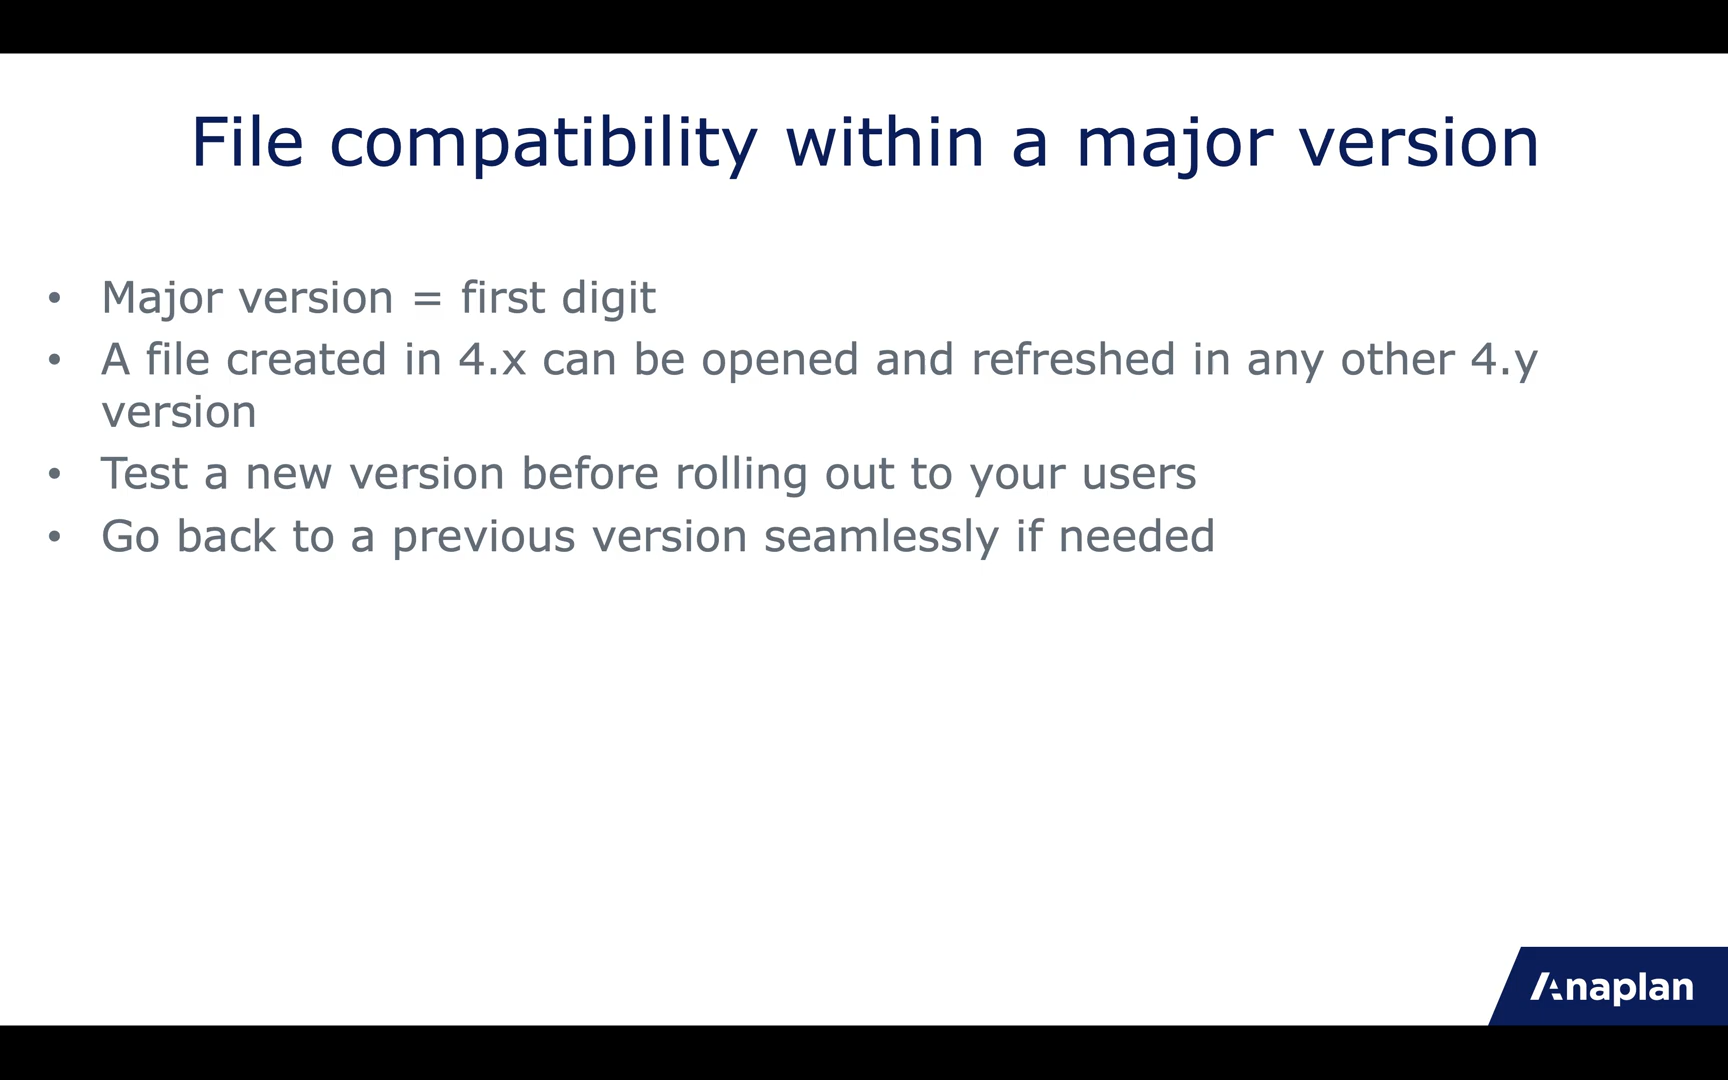 File compatibility within a major version
• Major version = first digit
• A file created in 4.x can be opened and refreshed in any other 4.y
version
• Test a new version before rolling out to your users
• Go back to a previous version seamlessly if needed
Anaplan